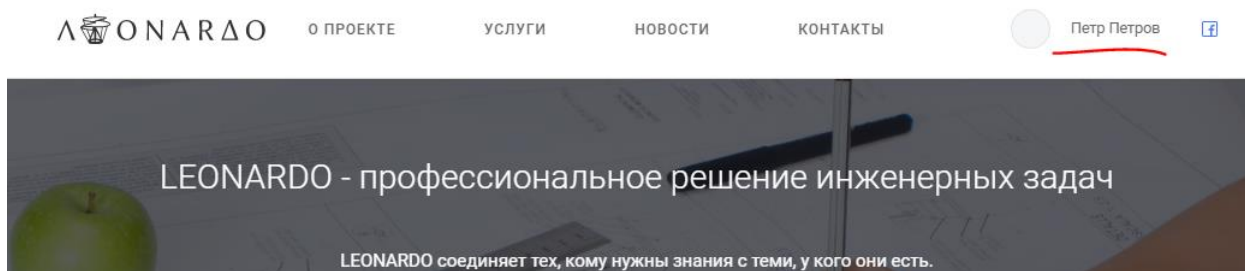 ΛEONARΔO О ПРОЕКТЕ УСЛУГИ НОВОСТИ КОНТАКТЫ Петр Петров f
LEONARDO - профессиональное решение инженерных задач
LEONARDO соединяет тех, кому нужны знания с теми, у кого они есть.